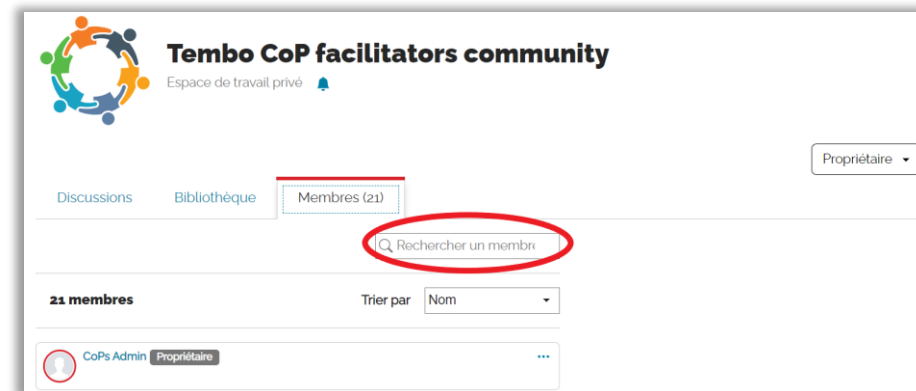 Tembo CoP facilitators community
Espace de travail privé
Propriétaire
Discussions Bibliothèque Membres (21)
Rechercher un membre
21 membres Trier par Nom
CoPs Admin Propriétaire